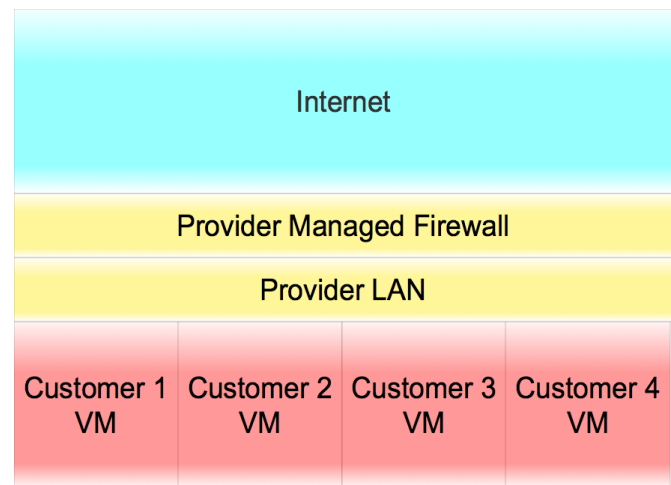 Internet
Provider Managed Firewall
Provider LAN
Customer 1 Customer 2 Customer 3 Customer 4
VM VM VM VM